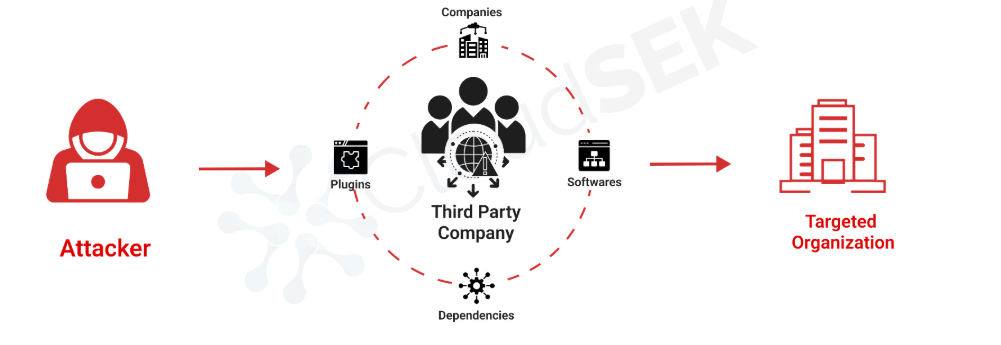 Companies
CloudSEK
Plugins
Softwares
Third Party
Company
Attacker
Targeted
Organization
Dependencies